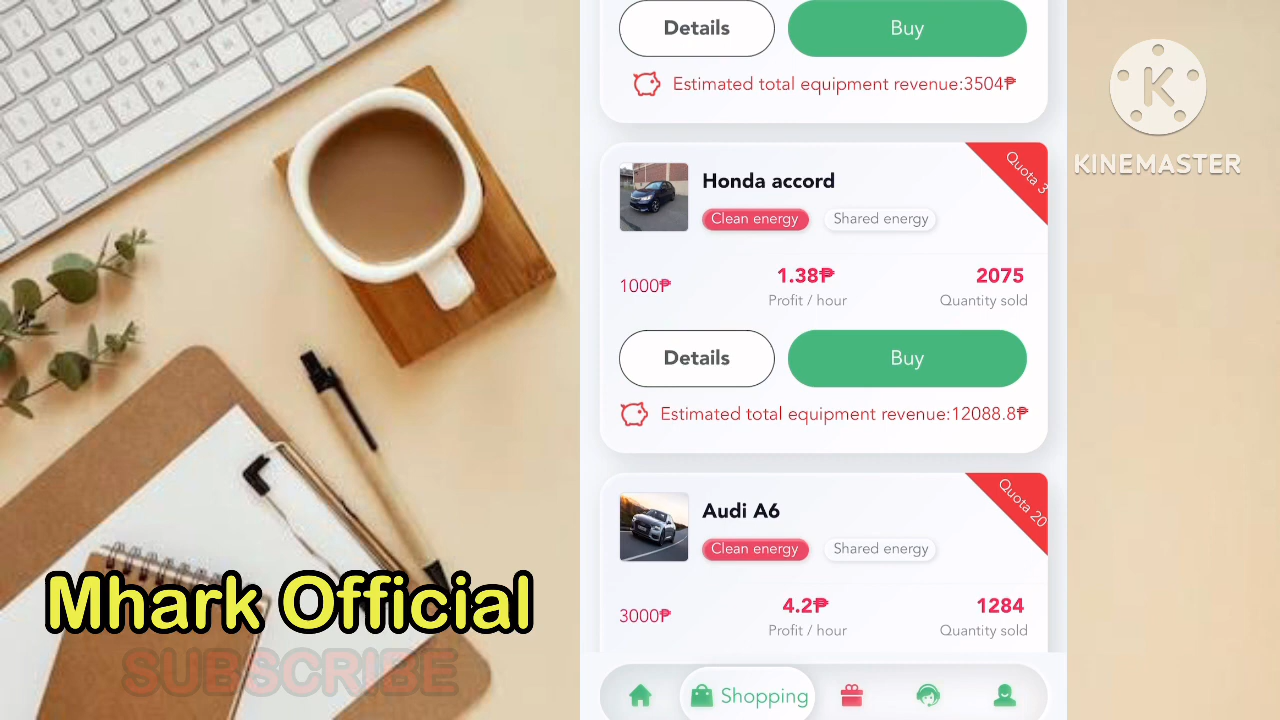 Details
Buy
Estimated total equipment revenue:3504₱
K
KINEMASTER
Quota 3
Honda accord
Clean energy
Shared energy
1000₱
1.38₱
Profit / hour
2075
Quantity sold
Details
Buy
Estimated total equipment revenue:12088.8₱
Quota 20
Audi A6
Clean energy
Shared energy
3000₱
4.2₱
Profit / hour
1284
Quantity sold
Mhark Official
SUBSCRIBE
Shopping